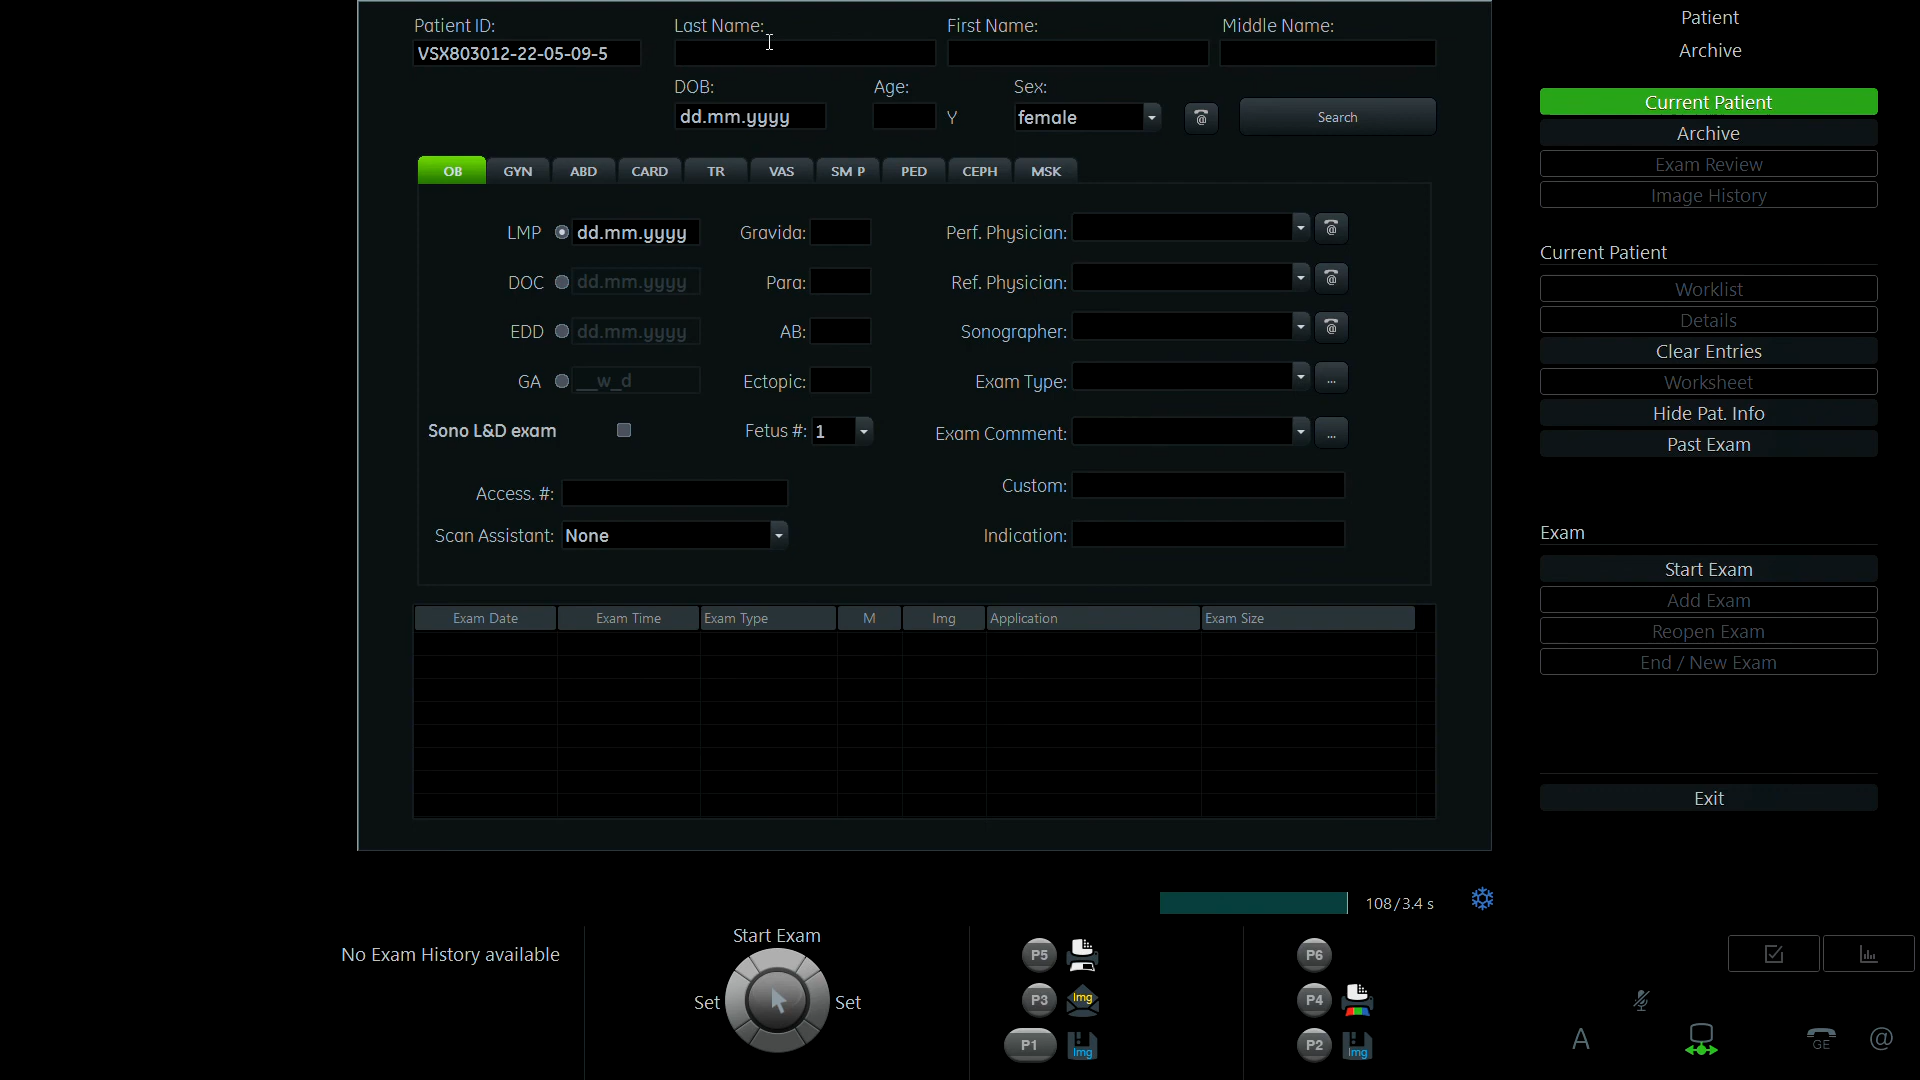 Patient ID: Last Name: First Name: Middle Name:
VSX803012-22-05-09-5
DOB: Age: Sex:
dd.mm.yyyy Y female @ Search
OB GYN ABD CARD TR VAS SM P PED CEPH MSK
LMP dd.mm.yyyy Gravida: Perf. Physician: @
DOC dd.mm.yyyy Para: Ref. Physician: @
EDD dd.mm.yyyy AB: Sonographer: @
GA __w_d Ectopic: Exam Type: ...
Sono L&D exam Fetus #: 1 Exam Comment: ...
Access. #: Custom:
Scan Assistant: None Indication:
Exam Date Exam Time Exam Type M Img Application Exam Size
108/3.4 s
No Exam History available
Start Exam
Set Set
P5 P6
P3 Img P4
P1 Img P2 Img
Patient
Archive
Current Patient
Archive
Exam Review
Image History
Current Patient
Worklist
Details
Clear Entries
Worksheet
Hide Pat. Info
Past Exam
Exam
Start Exam
Add Exam
Reopen Exam
End / New Exam
Exit
A GE @